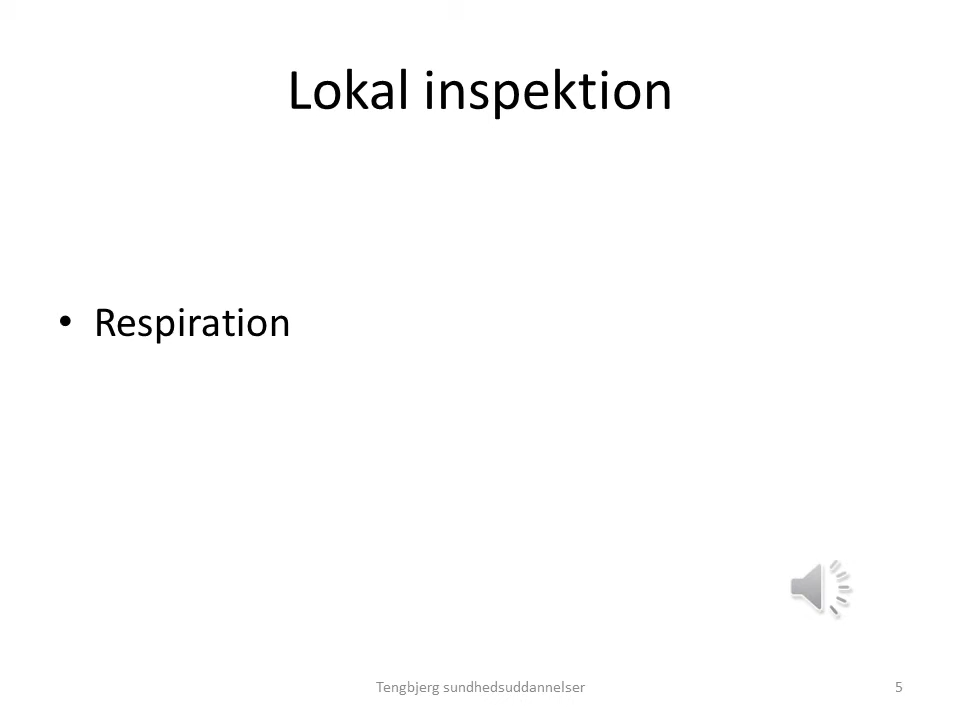 Lokal inspektion
• Respiration
Tengbjerg sundhedsuddannelser
5